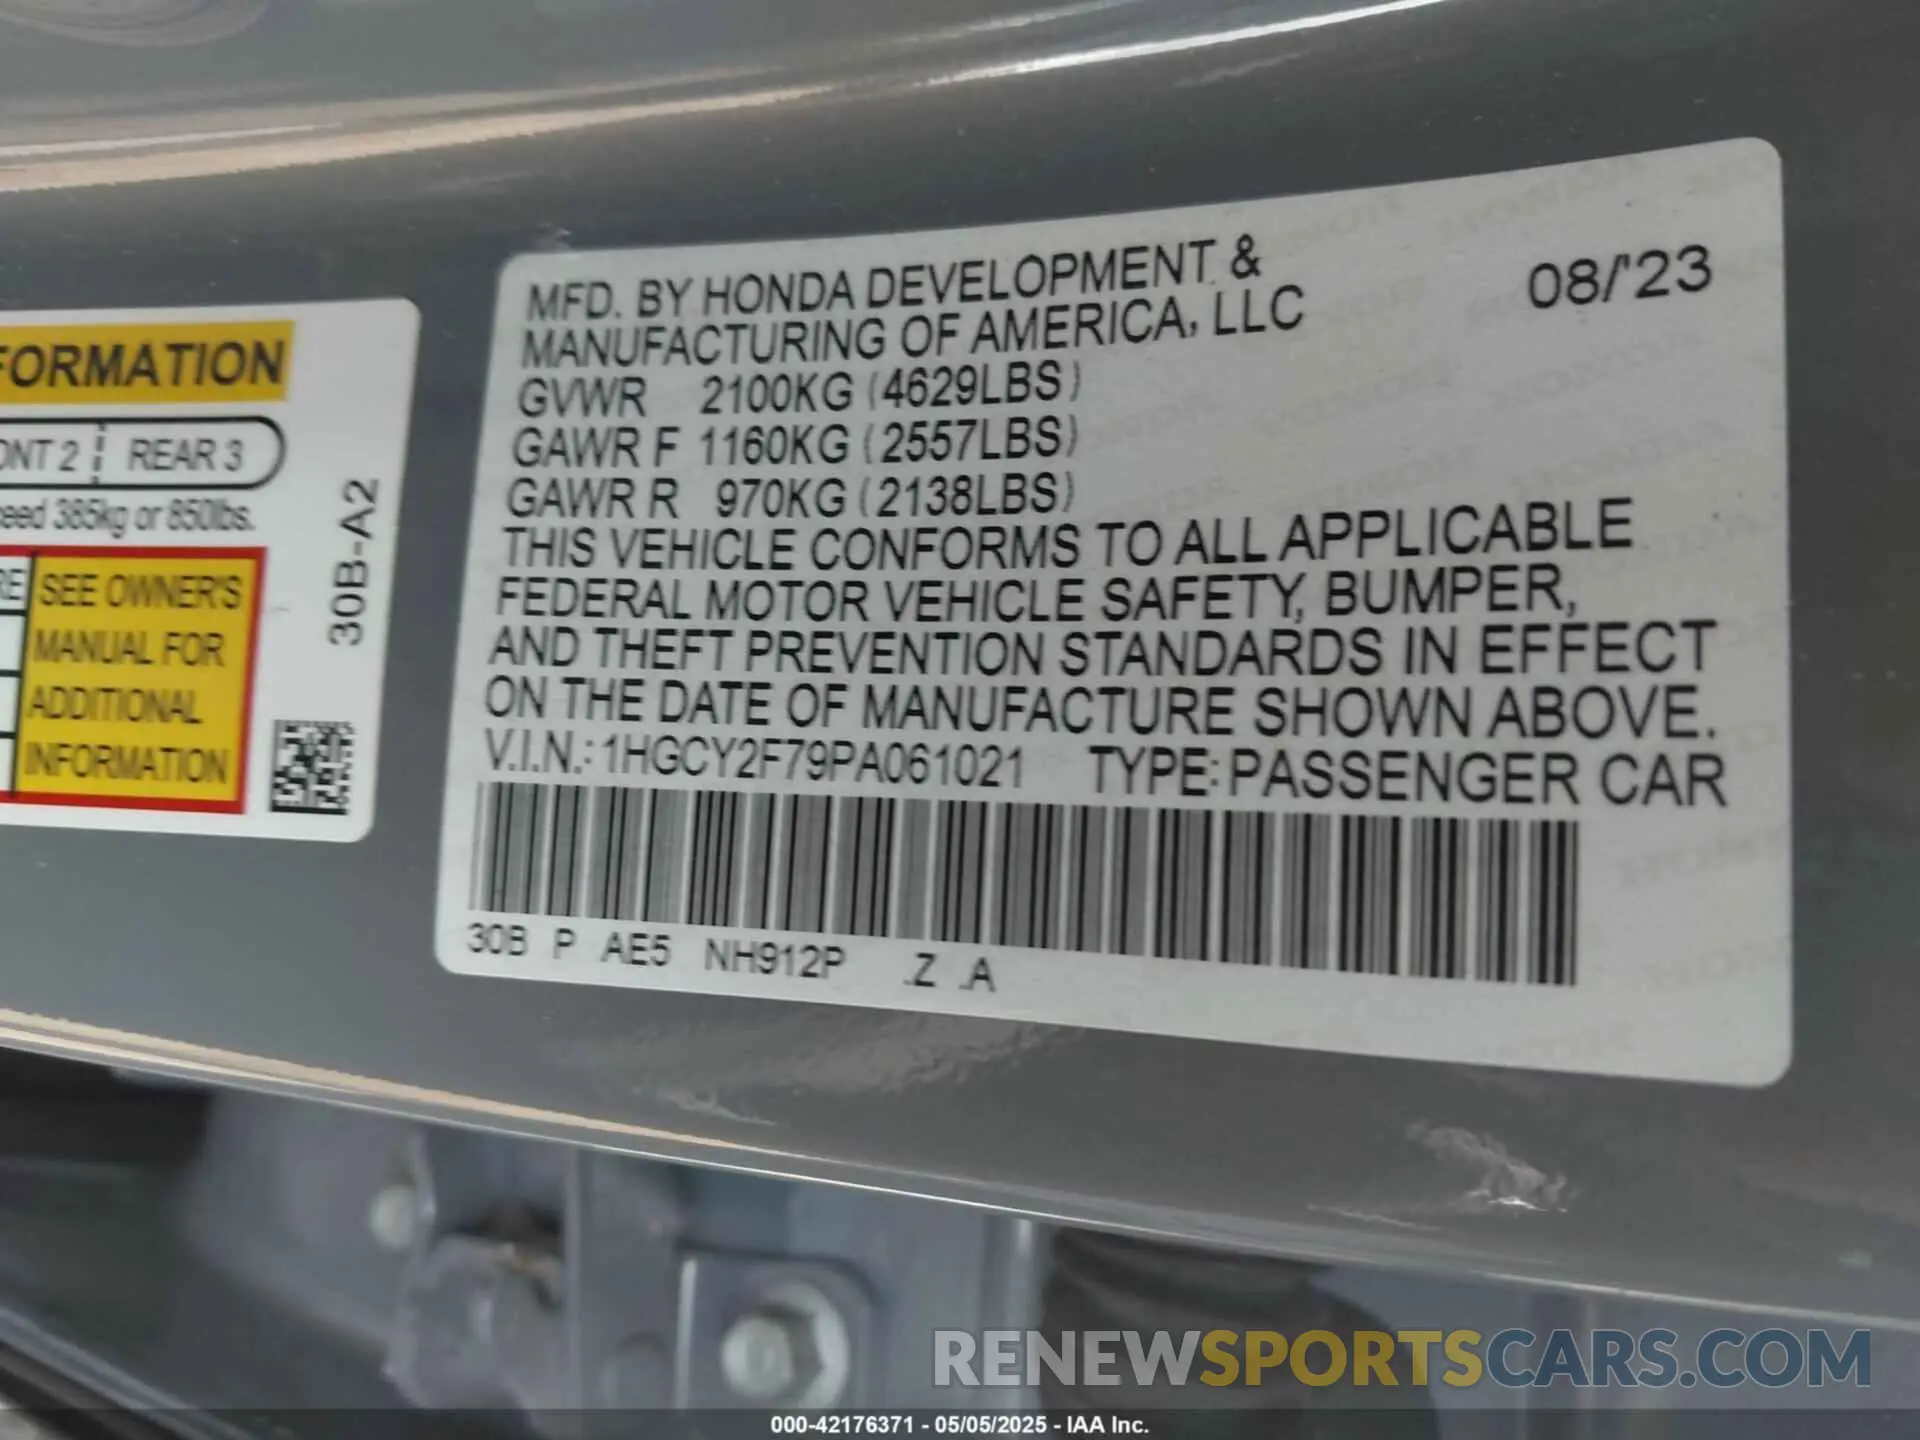 FORMATION
ONT 2 REAR 3
eed 385kg or 850lbs.
RE
SEE OWNER'S
MANUAL FOR
ADDITIONAL
INFORMATION
30B-A2
MFD. BY HONDA DEVELOPMENT & 08/'23
MANUFACTURING OF AMERICA, LLC
GVWR 2100KG (4629LBS)
GAWR F 1160KG (2557LBS)
GAWR R 970KG (2138LBS)
THIS VEHICLE CONFORMS TO ALL APPLICABLE
FEDERAL MOTOR VEHICLE SAFETY, BUMPER,
AND THEFT PREVENTION STANDARDS IN EFFECT
ON THE DATE OF MANUFACTURE SHOWN ABOVE.
V.I.N.: 1HGCY2F79PA061021 TYPE: PASSENGER CAR
30B P AE5 NH912P .Z .A
RENEWSPORTSCARS.COM
000-42176371 - 05/05/2025 - IAA Inc.